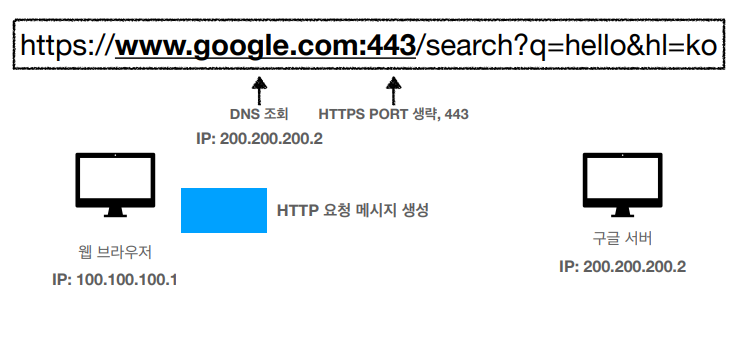 https://www.google.com:443/search?q=hello&hl=ko
DNS 조회
HTTPS PORT 생략, 443
IP: 200.200.200.2
HTTP 요청 메시지 생성
웹 브라우저
IP: 100.100.100.1
구글 서버
IP: 200.200.200.2